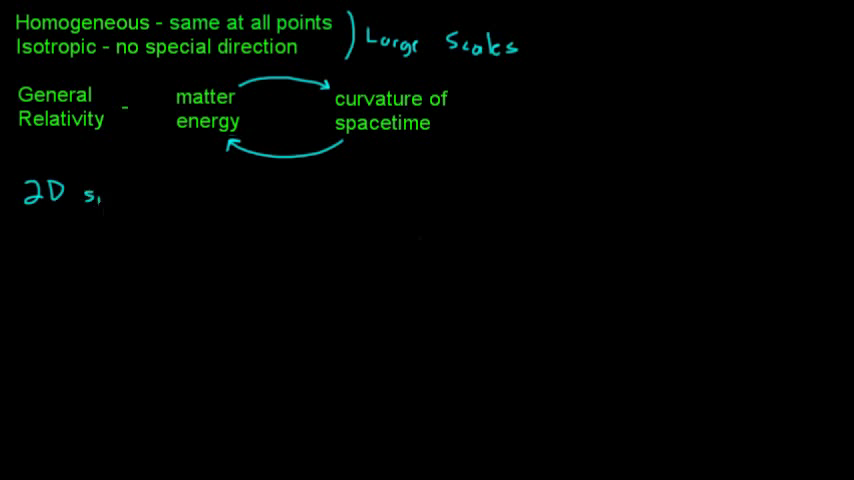 Homogeneous - same at all points
Isotropic - no special direction
Large Scales
General Relativity -
matter energy
curvature of spacetime
2D